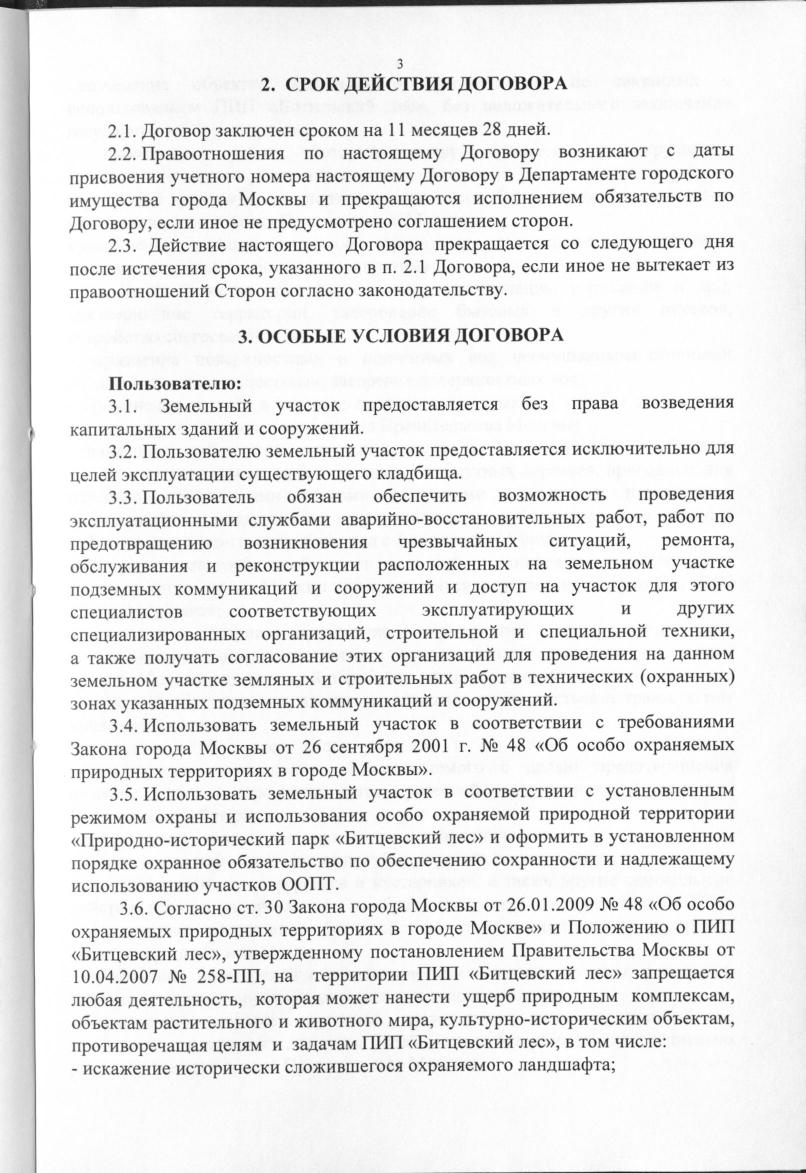 3
2. СРОК ДЕЙСТВИЯ ДОГОВОРА
2.1. Договор заключен сроком на 11 месяцев 28 дней.
2.2. Правоотношения по настоящему Договору возникают с даты
присвоения учетного номера настоящему Договору в Департаменте городского
имущества города Москвы и прекращаются исполнением обязательств по
Договору, если иное не предусмотрено соглашением сторон.
2.3. Действие настоящего Договора прекращается со следующего дня
после истечения срока, указанного в п. 2.1 Договора, если иное не вытекает из
правоотношений Сторон согласно законодательству.
3. ОСОБЫЕ УСЛОВИЯ ДОГОВОРА
Пользователю:
3.1. Земельный участок предоставляется без права возведения
капитальных зданий и сооружений.
3.2. Пользователю земельный участок предоставляется исключительно для
целей эксплуатации существующего кладбища.
3.3. Пользователь обязан обеспечить возможность проведения
эксплуатационными службами аварийно-восстановительных работ, работ по
предотвращению возникновения чрезвычайных ситуаций, ремонта,
обслуживания и реконструкции расположенных на земельном участке
подземных коммуникаций и сооружений и доступ на участок для этого
специалистов соответствующих эксплуатирующих и других
специализированных организаций, строительной и специальной техники,
а также получать согласование этих организаций для проведения на данном
земельном участке земляных и строительных работ в технических (охранных)
зонах указанных подземных коммуникаций и сооружений.
3.4. Использовать земельный участок в соответствии с требованиями
Закона города Москвы от 26 сентября 2001 г. № 48 «Об особо охраняемых
природных территориях в городе Москвы».
3.5. Использовать земельный участок в соответствии с установленным
режимом охраны и использования особо охраняемой природной территории
«Природно-исторический парк «Битцевский лес» и оформить в установленном
порядке охранное обязательство по обеспечению сохранности и надлежащему
использованию участков ООПТ.
3.6. Согласно ст. 30 Закона города Москвы от 26.01.2009 № 48 «Об особо
охраняемых природных территориях в городе Москве» и Положению о ПИП
«Битцевский лес», утвержденному постановлением Правительства Москвы от
10.04.2007 № 258-ПП, на территории ПИП «Битцевский лес» запрещается
любая деятельность, которая может нанести ущерб природным комплексам,
объектам растительного и животного мира, культурно-историческим объектам,
противоречащая целям и задачам ПИП «Битцевский лес», в том числе:
- искажение исторически сложившегося охраняемого ландшафта;